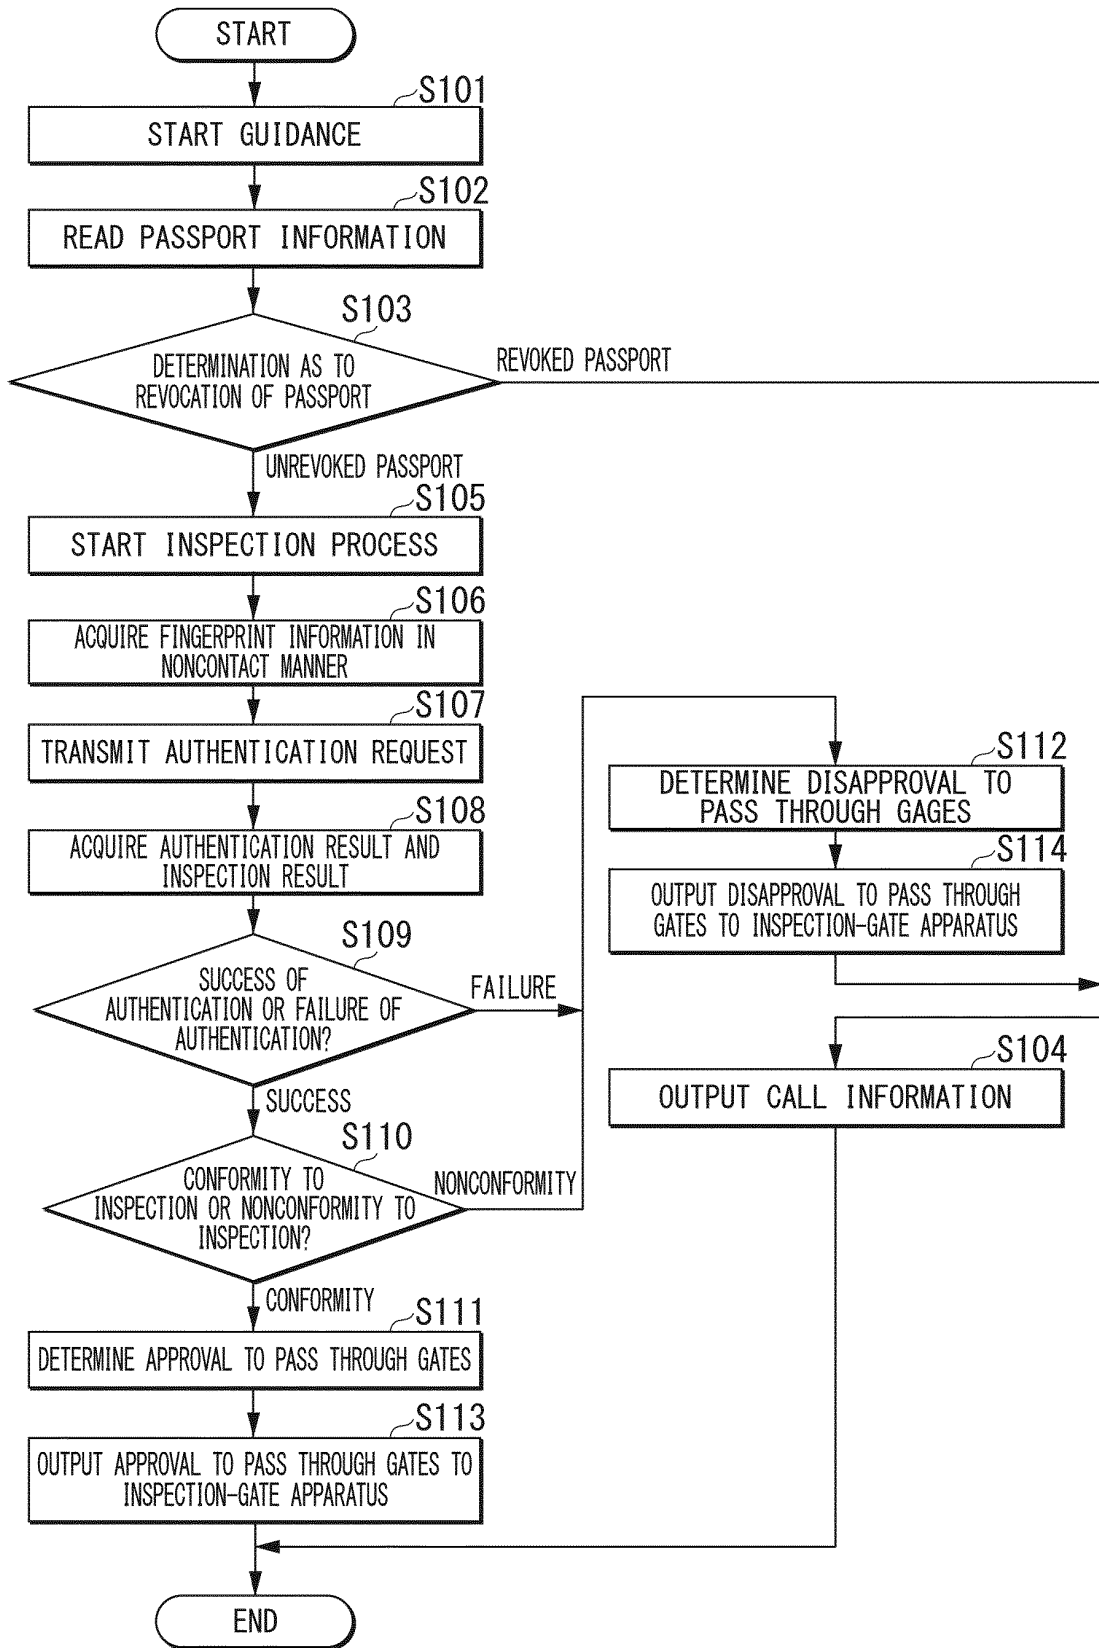 START
S101
START GUIDANCE
S102
READ PASSPORT INFORMATION
S103
DETERMINATION AS TO
REVOCATION OF PASSPORT
REVOKED PASSPORT
UNREVOKED PASSPORT
S105
START INSPECTION PROCESS
S106
ACQUIRE FINGERPRINT INFORMATION IN
NONCONTACT MANNER
S107
TRANSMIT AUTHENTICATION REQUEST
S108
ACQUIRE AUTHENTICATION RESULT AND
INSPECTION RESULT
S109
SUCCESS OF
AUTHENTICATION OR FAILURE OF
AUTHENTICATION?
FAILURE
SUCCESS
S110
CONFORMITY TO
INSPECTION OR NONCONFORMITY TO
INSPECTION?
NONCONFORMITY
CONFORMITY
S111
DETERMINE APPROVAL TO PASS THROUGH GATES
S113
OUTPUT APPROVAL TO PASS THROUGH GATES TO
INSPECTION-GATE APPARATUS
S112
DETERMINE DISAPPROVAL TO
PASS THROUGH GAGES
S114
OUTPUT DISAPPROVAL TO PASS THROUGH
GATES TO INSPECTION-GATE APPARATUS
S104
OUTPUT CALL INFORMATION
END